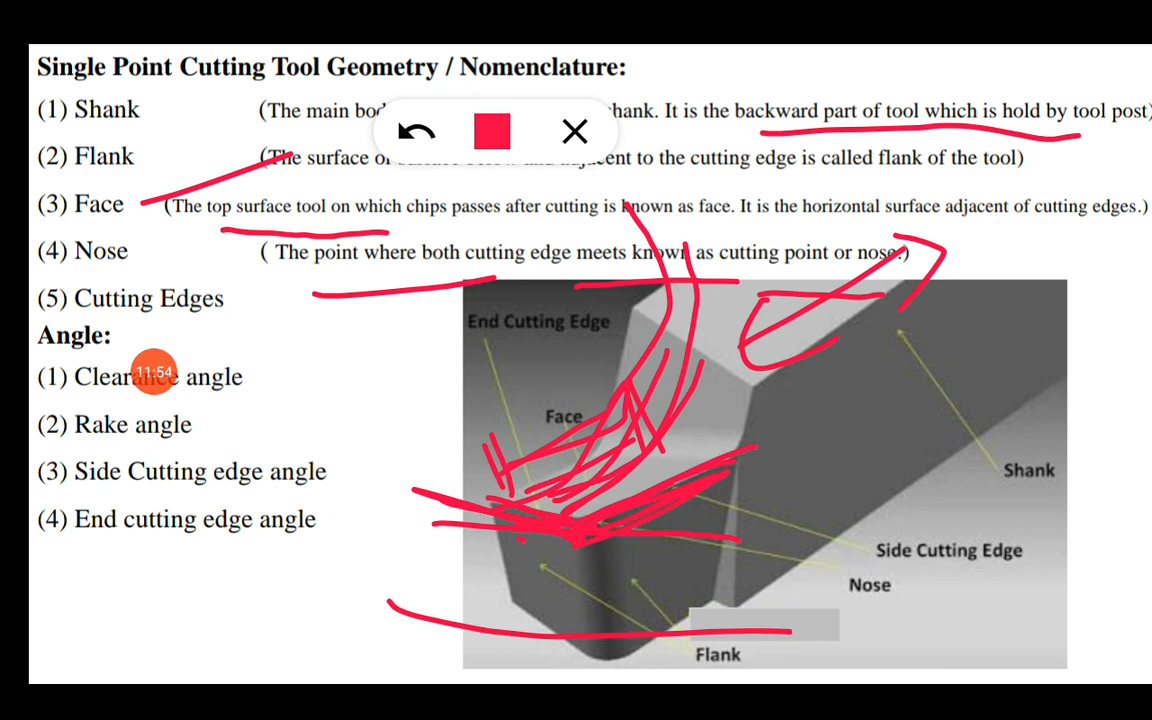 Single Point Cutting Tool Geometry / Nomenclature:
(1) Shank (The main hank. It is the backward part of tool which is hold by tool post)
(2) Flank (The surface to the cutting edge is called flank of the tool)
(3) Face (The top surface tool on which chips passes after cutting is known as face. It is the horizontal surface adjacent of cutting edges.)
(4) Nose ( The point where both cutting edge meets known as cutting point or nose.)
(5) Cutting Edges
End Cutting Edge
Angle:
11:54
(1) Clearance angle
Face
(2) Rake angle
(3) Side Cutting edge angle
Shank
(4) End cutting edge angle
Side Cutting Edge
Nose
Flank